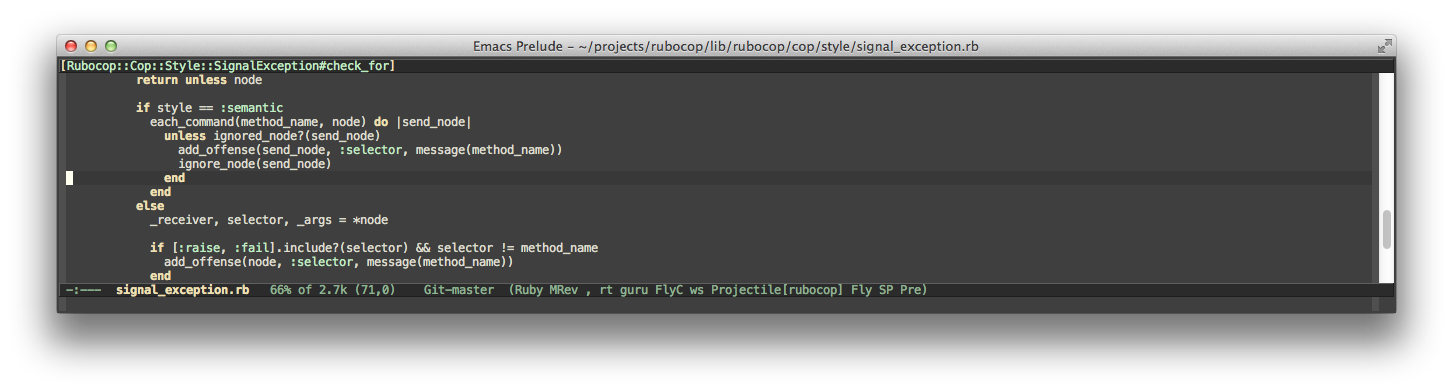 Emacs Prelude – ~/projects/rubocop/lib/rubocop/cop/style/signal_exception.rb
[Rubocop::Cop::Style::SignalException#check_for]
          return unless node

          if style == :semantic
            each_command(method_name, node) do |send_node|
              unless ignored_node?(send_node)
                add_offense(send_node, :selector, message(method_name))
                ignore_node(send_node)
              end
            end
          else
            _receiver, selector, _args = *node

            if [:raise, :fail].include?(selector) && selector != method_name
              add_offense(node, :selector, message(method_name))
            end
-:---  signal_exception.rb   66% of 2.7k (71,0)    Git-master  (Ruby MRev , rt guru FlyC ws Projectile[rubocop] Fly SP Pre)